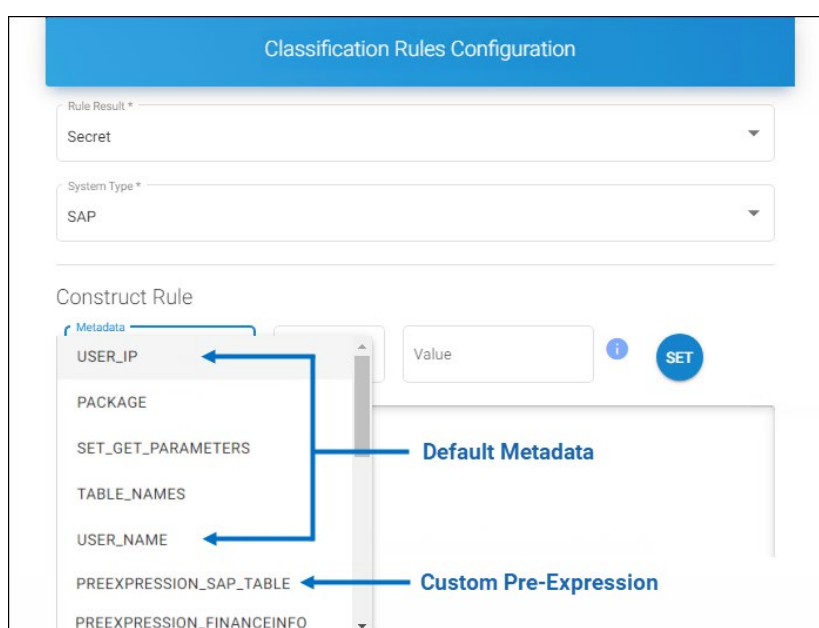 Classification Rules Configuration
Rule Result *
Secret
System Type *
SAP
Construct Rule
Metadata
USER_IP
Value
i
SET
PACKAGE
SET_GET_PARAMETERS
Default Metadata
TABLE_NAMES
USER_NAME
PREEXPRESSION_SAP_TABLE
Custom Pre-Expression
PREEXPRESSION_FINANCEINFO